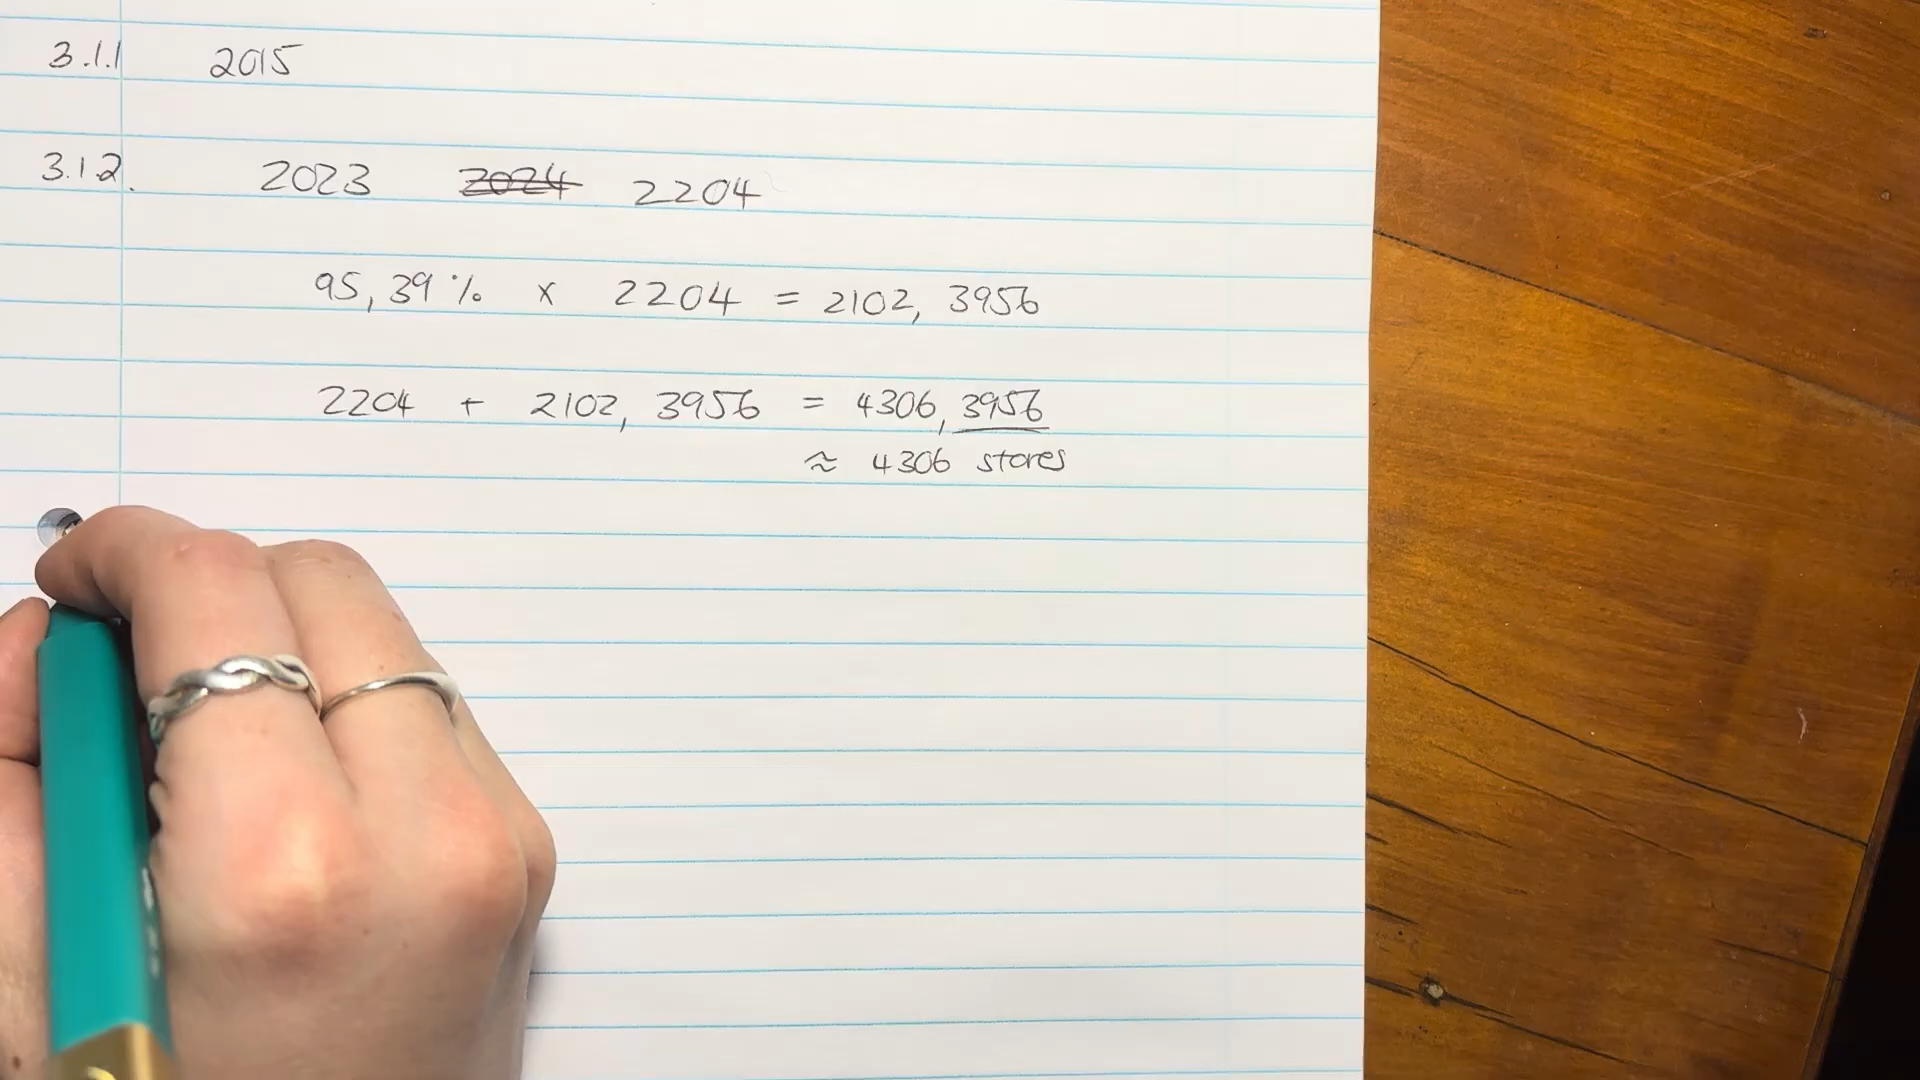 3.1.1 2015
3.1.2. 2023 2024 2204
95,39% x 2204 = 2102,3956
2204 + 2102,3956 = 4306,3956
≈ 4306 stores